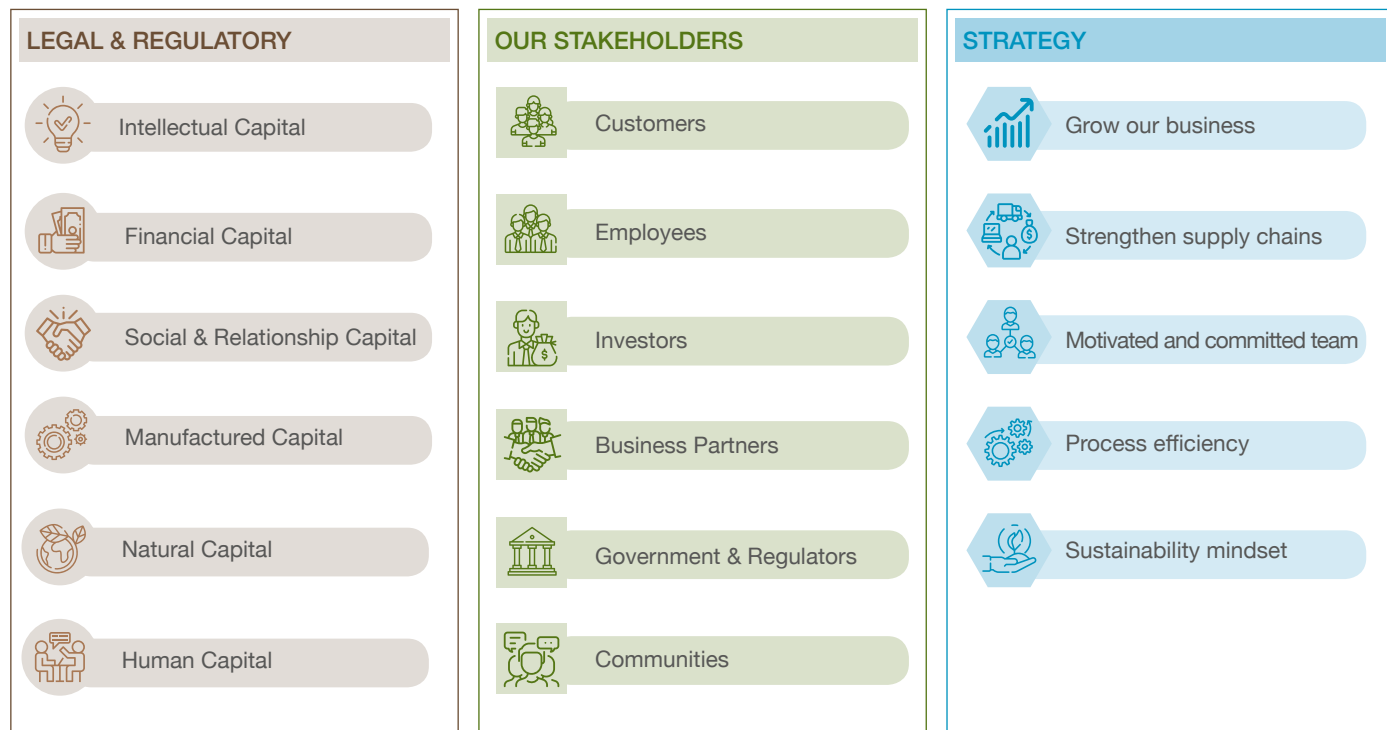 LEGAL & REGULATORY
Intellectual Capital
Financial Capital
Social & Relationship Capital
Manufactured Capital
Natural Capital
Human Capital
OUR STAKEHOLDERS
Customers
Employees
Investors
Business Partners
Government & Regulators
Communities
STRATEGY
Grow our business
Strengthen supply chains
Motivated and committed team
Process efficiency
Sustainability mindset